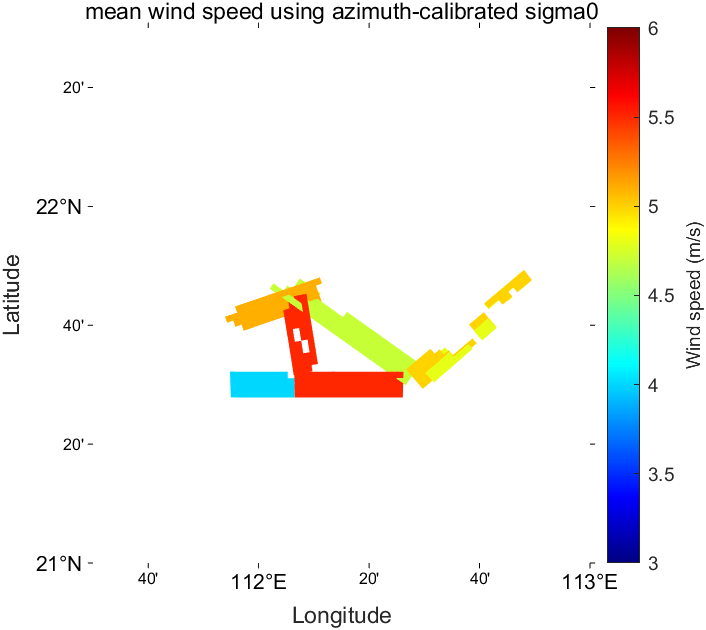 mean wind speed using azimuth-calibrated sigma0
20'
22°N
40'
20'
21°N
Latitude
40'
112°E
20'
40'
113°E
Longitude
6
5.5
5
4.5
4
3.5
3
Wind speed (m/s)